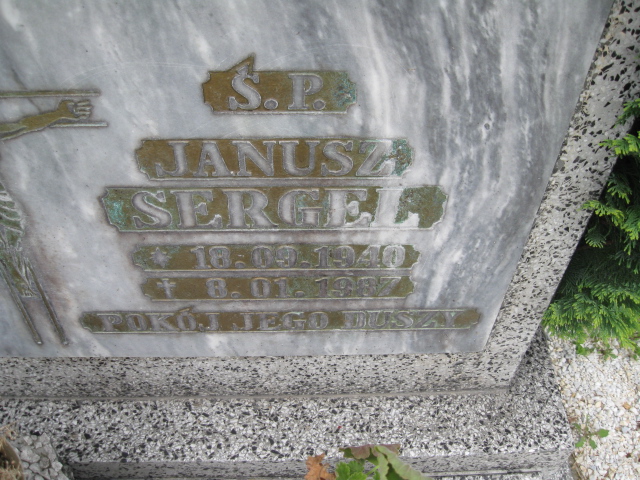 Ś. P.
JANUSZ
SERGEL
* 18.09.1940
† 8.01.1987
POKÓJ JEGO DUSZY